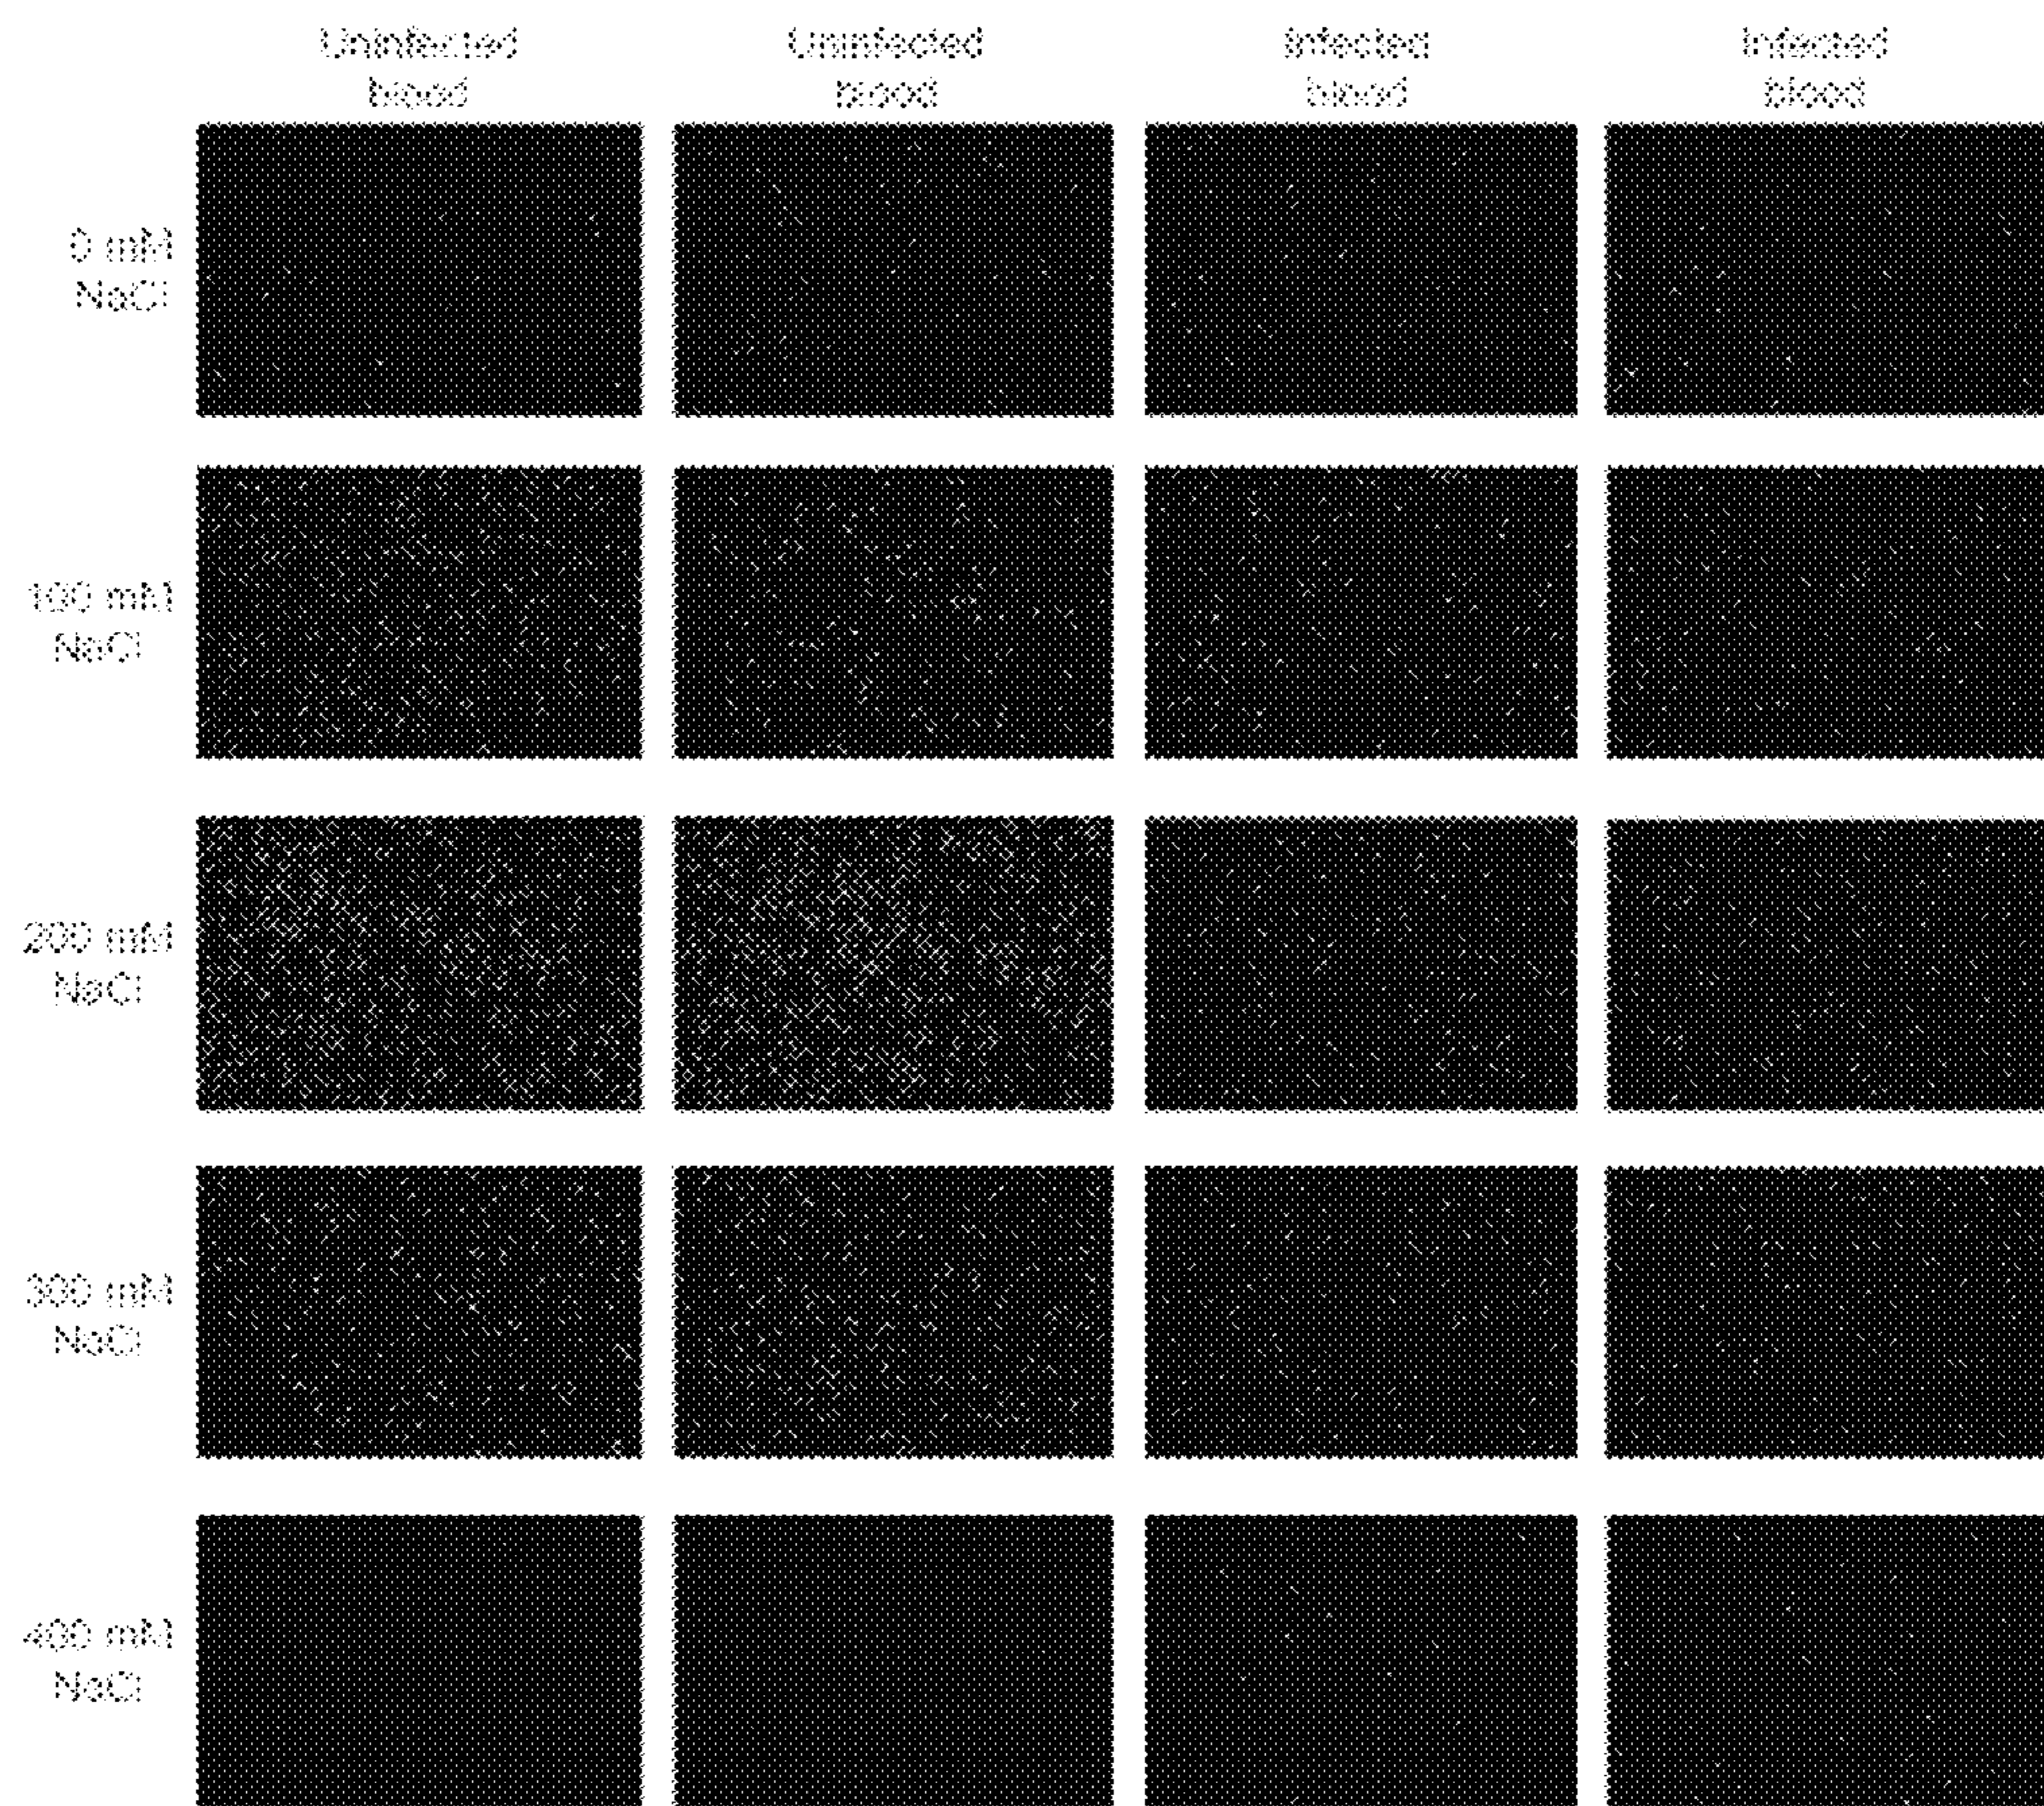 Uninfected
blood
Uninfected
blood
Infected
blood
Infected
blood
0 mM
NaCl
100 mM
NaCl
200 mM
NaCl
300 mM
NaCl
400 mM
NaCl